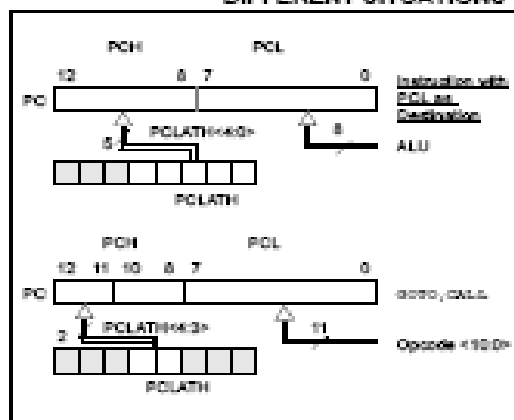 DIFFERENT SITUATIONS
PCH PCL
12 8 7 0
Instruction with
PCL as
Destination
PC
PCLATH<4:0>
5
8
ALU
PCLATH
PCH PCL
12 11 10 8 7 0
PC
GOTO, CALL
PCLATH<4:3>
2
11
Opcode <10:0>
PCLATH